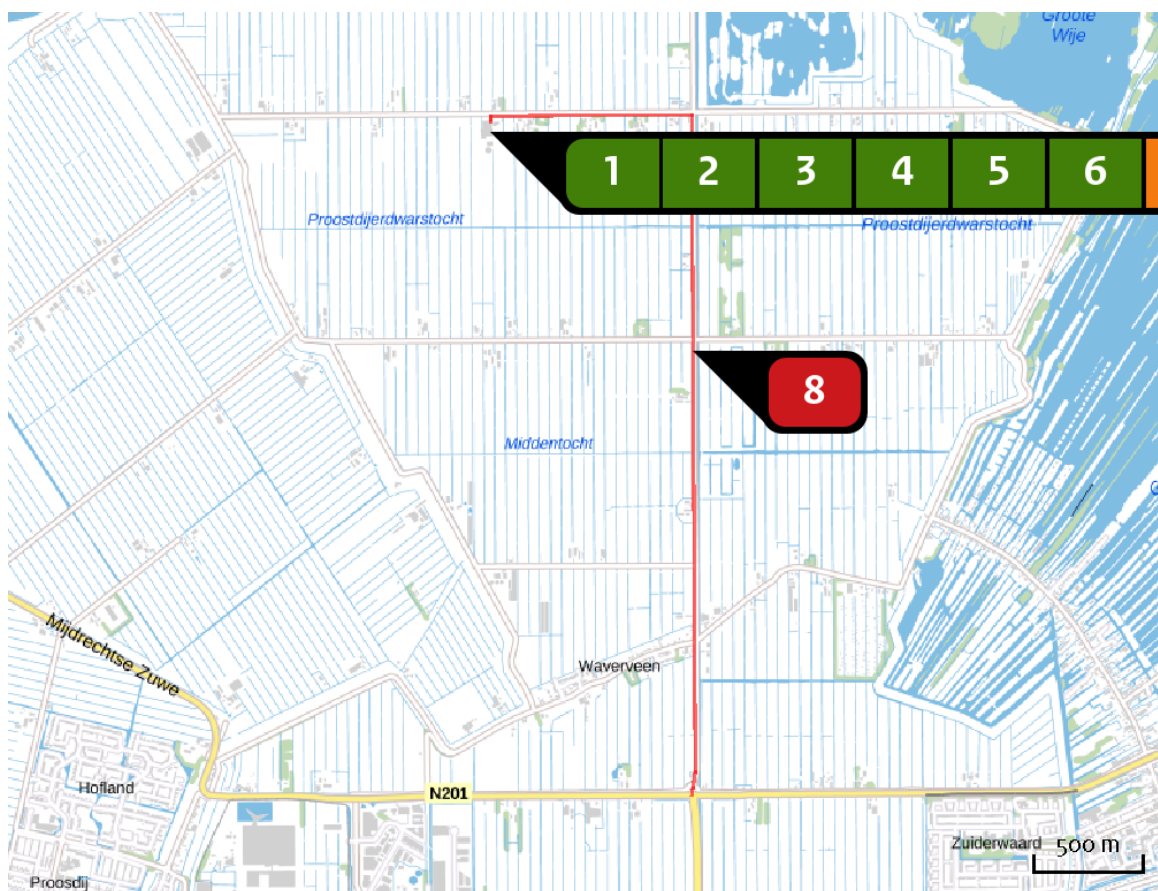 Groote
Wije
1 2 3 4 5 6
Proostdijerdwarstocht
Proostdijerdwarstocht
8
Middentocht
Mijdrechtse Zuwe
Waverveen
Hofland
N201
Zuiderwaard
500 m
Proosdij